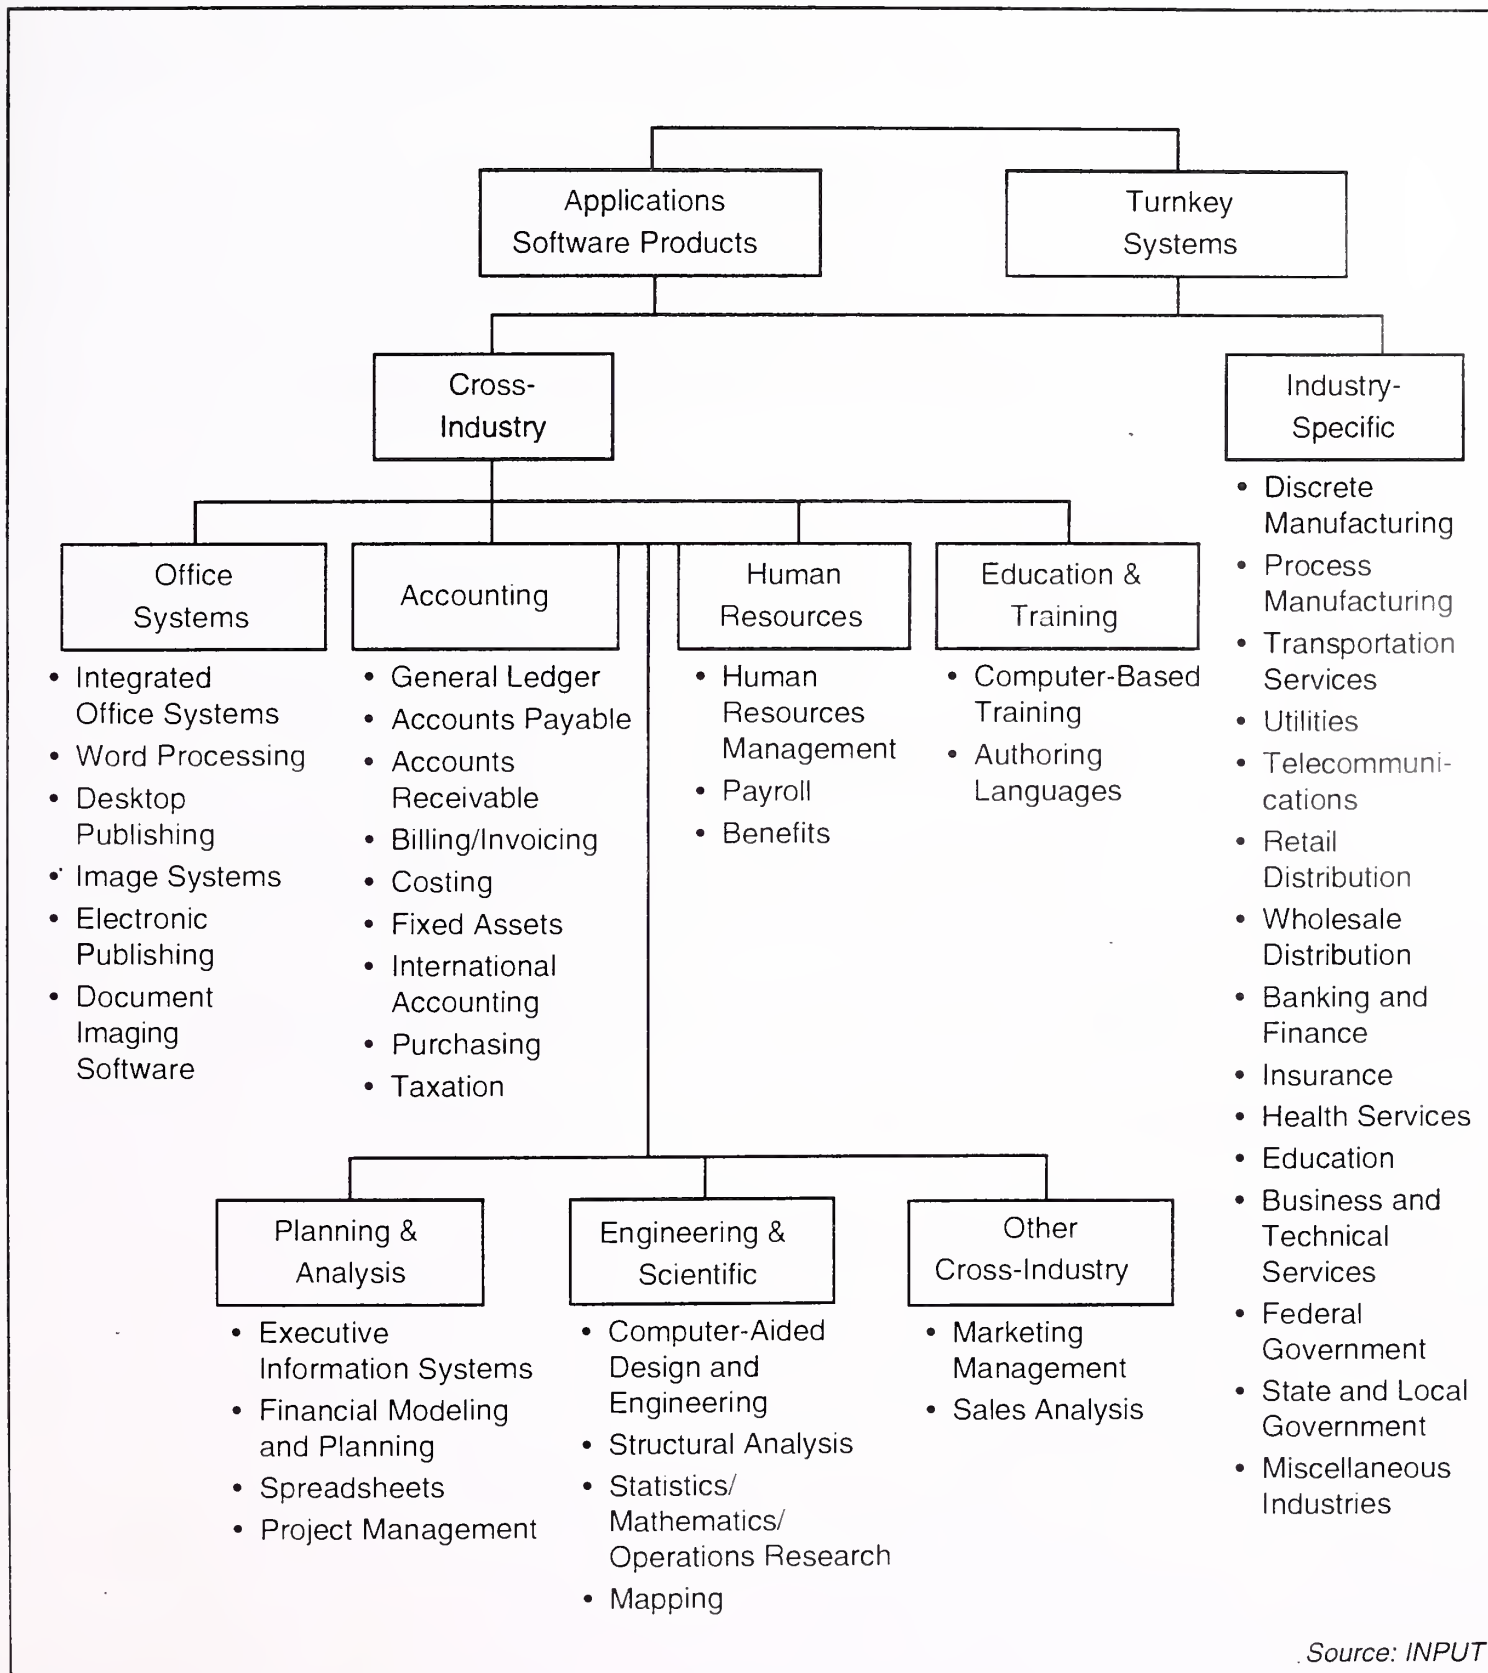 Applications
Software Products
Turnkey
Systems
Cross-
Industry
Industry-
Specific
• Discrete
Manufacturing
• Process
Manufacturing
• Transportation
Services
• Utilities
• Telecommuni-
cations
• Retail
Distribution
• Wholesale
Distribution
• Banking and
Finance
• Insurance
• Health Services
• Education
• Business and
Technical
Services
• Federal
Government
• State and Local
Government
• Miscellaneous
Industries
Office
Systems
• Integrated
Office Systems
• Word Processing
• Desktop
Publishing
• Image Systems
• Electronic
Publishing
• Document
Imaging
Software
Accounting
• General Ledger
• Accounts Payable
• Accounts
Receivable
• Billing/Invoicing
• Costing
• Fixed Assets
• International
Accounting
• Purchasing
• Taxation
Human
Resources
• Human
Resources
Management
• Payroll
• Benefits
Education &
Training
• Computer-Based
Training
• Authoring
Languages
Planning &
Analysis
• Executive
Information Systems
• Financial Modeling
and Planning
• Spreadsheets
• Project Management
Engineering &
Scientific
• Computer-Aided
Design and
Engineering
• Structural Analysis
• Statistics/
Mathematics/
Operations Research
• Mapping
Other
Cross-Industry
• Marketing
Management
• Sales Analysis
Source: INPUT